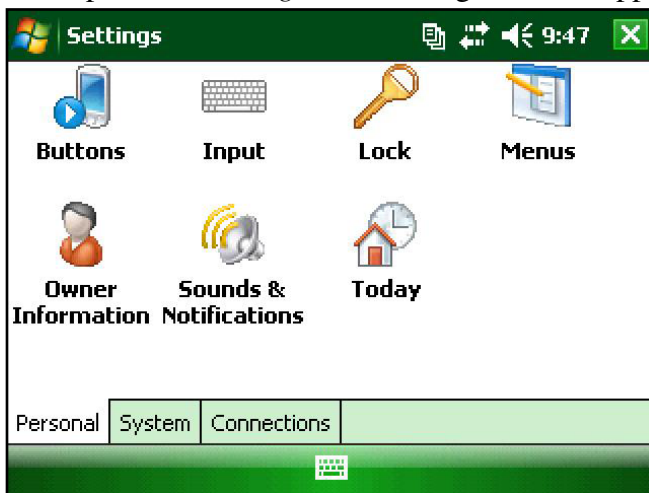 Settings 9:47
Buttons Input Lock Menus
Owner Information Sounds & Notifications Today
Personal System Connections